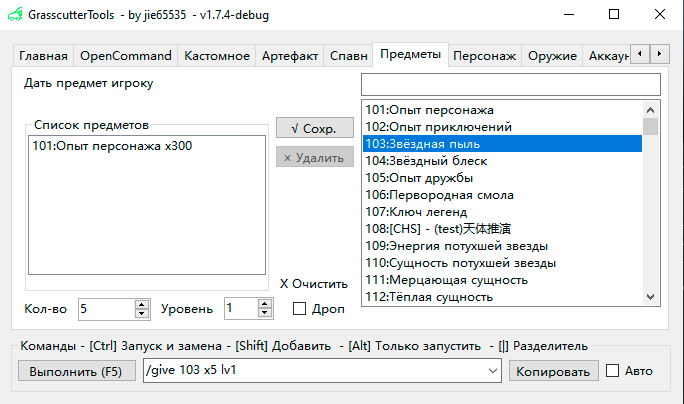 GrasscutterTools - by jie65535 - v1.7.4-debug
Главная OpenCommand Кастомное Артефакт Спавн Предметы Персонаж Оружие Аккаун
Дать предмет игроку
Список предметов
101:Опыт персонажа x300
√ Сохр.
× Удалить
X Очистить
Кол-во 5 Уровень 1 Дроп
101:Опыт персонажа
102:Опыт приключений
103:Звёздная пыль
104:Звёздный блеск
105:Опыт дружбы
106:Первородная смола
107:Ключ легенд
108:[CHS] - (test)天体推演
109:Энергия потухшей звезды
110:Сущность потухшей звезды
111:Мерцающая сущность
112:Тёплая сущность
Команды - [Ctrl] Запуск и замена - [Shift] Добавить - [Alt] Только запустить - [|] Разделитель
Выполнить (F5) /give 103 x5 lv1 Копировать Авто